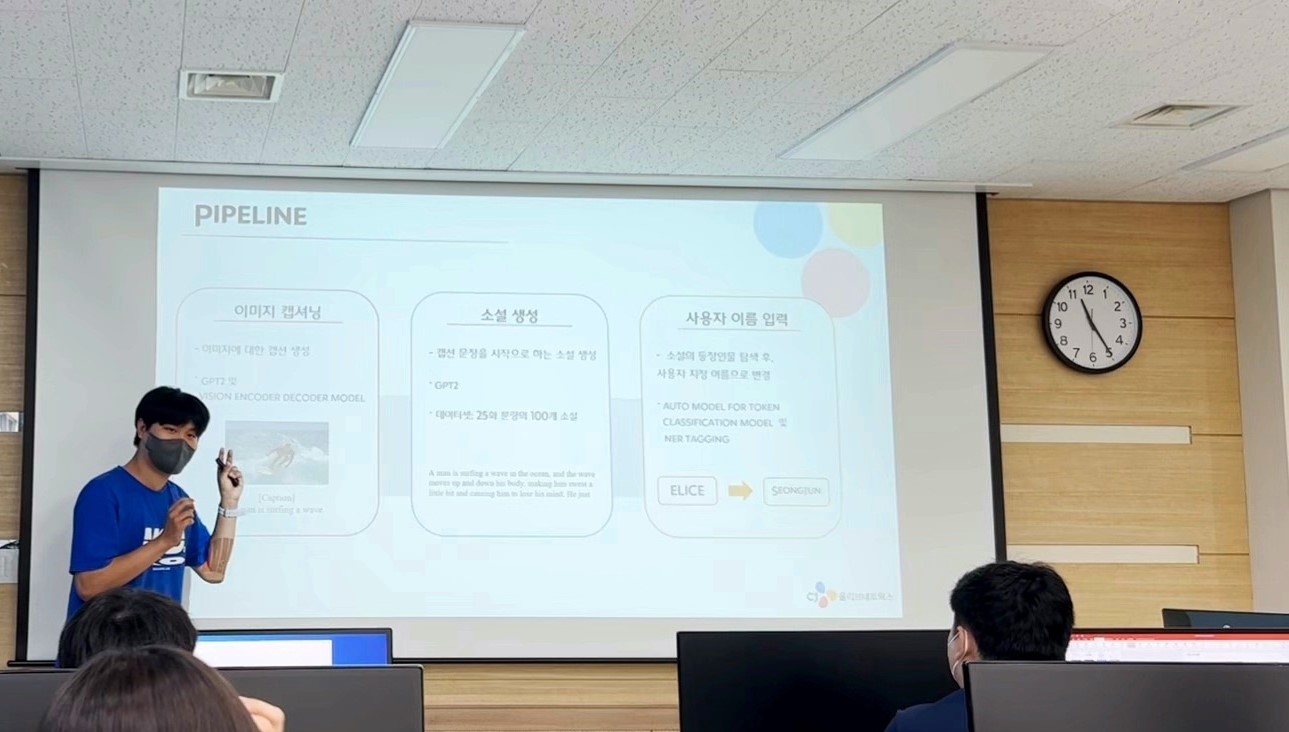 PIPELINE
이미지 캡셔닝
- 이미지에 대한 캡션 생성
* GPT2 및
VISION ENCODER DECODER MODEL
[Caption]
man is surfing a wave
소설 생성
- 캡션 문장을 시작으로 하는 소설 생성
* GPT2
* 데이터셋: 25화 분량의 100개 소설
A man is surfing a wave in the ocean, and the wave
moves up and down his body, making him sweat a
little bit and causing him to lose his mind. He just
사용자 이름 입력
- 소설의 등장인물 탐색 후,
사용자 지정 이름으로 변경
* AUTO MODEL FOR TOKEN
CLASSIFICATION MODEL 및
NER TAGGING
ELICE
SEONGJUN
CJ 올리브네트웍스
12
1
2
3
4
5
6
7
8
9
10
11